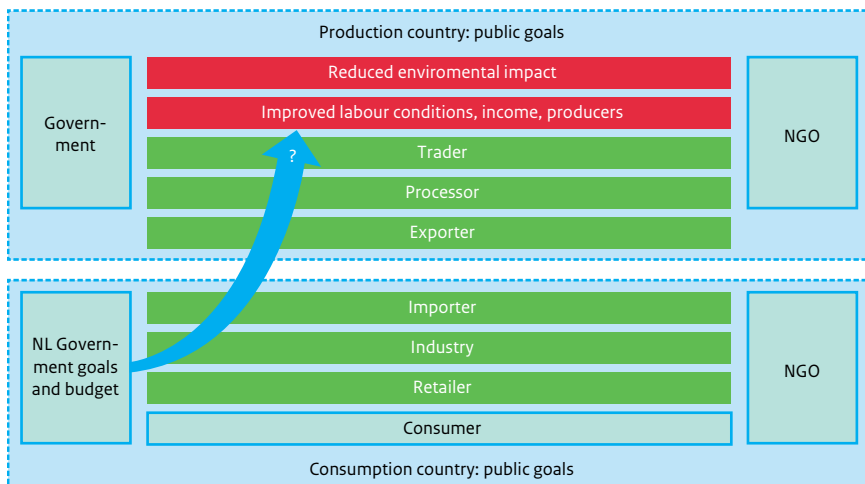 Production country: public goals
Govern-
ment
Reduced enviromental impact
Improved labour conditions, income, producers
?
Trader
Processor
Exporter
NGO
NL Govern-
ment goals
and budget
Importer
Industry
Retailer
Consumer
NGO
Consumption country: public goals